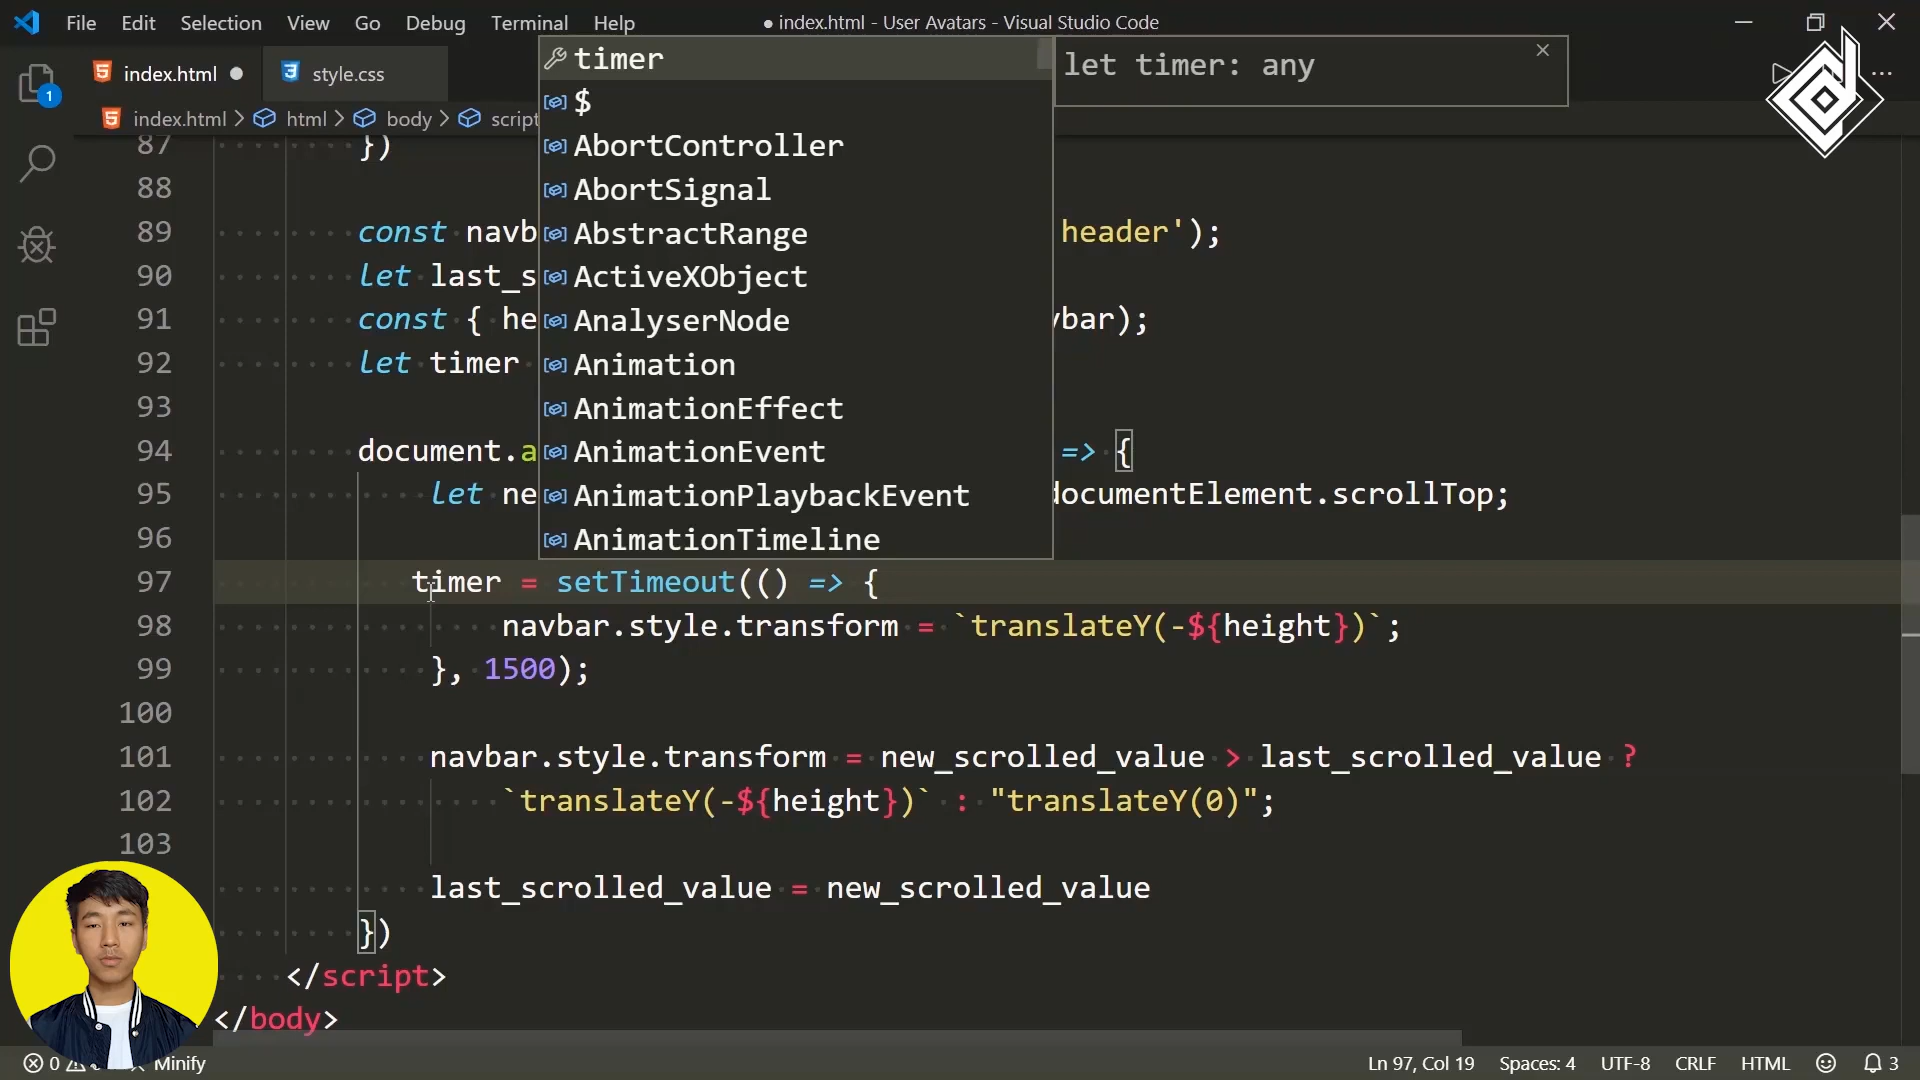 File Edit Selection View Go Debug Terminal Help ● index.html - User Avatars - Visual Studio Code
index.html ● style.css
index.html > html > body > script
timer
$
AbortController
AbortSignal
AbstractRange
ActiveXObject
AnalyserNode
Animation
AnimationEffect
AnimationEvent
AnimationPlaybackEvent
AnimationTimeline
let timer: any
87 })
88
89 const navb header');
90 let last_s
91 const { he bar);
92 let timer
93
94 document.a => {
95 let ne documentElement.scrollTop;
96
97 timer = setTimeout(() => {
98 navbar.style.transform = `translateY(-${height})`;
99 }, 1500);
100
101 navbar.style.transform = new_scrolled_value > last_scrolled_value ?
102 `translateY(-${height})` : "translateY(0)";
103
last_scrolled_value = new_scrolled_value
})
</script>
</body>
1
0 Minify Ln 97, Col 19 Spaces: 4 UTF-8 CRLF HTML 3